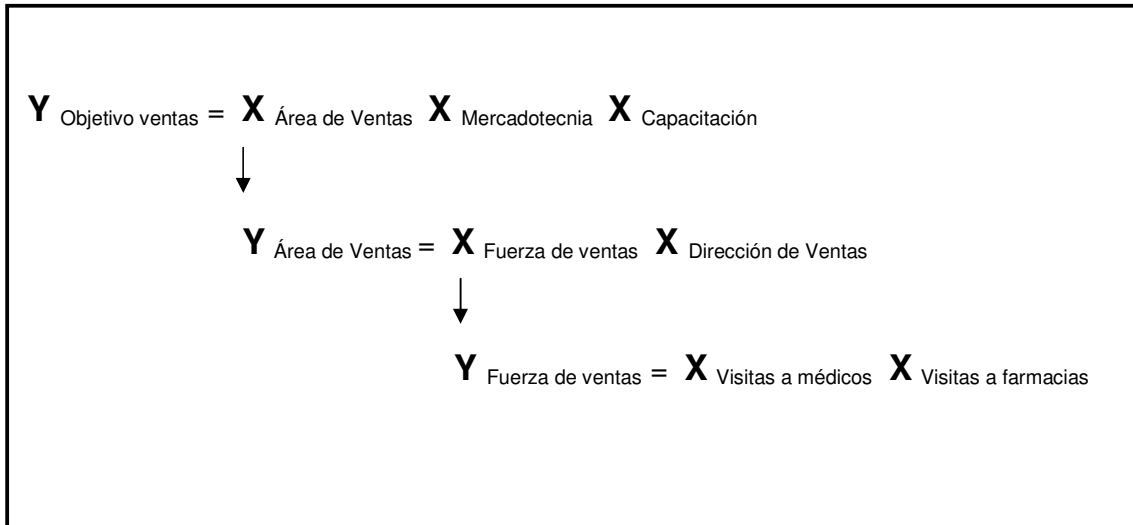 Y Objetivo ventas = X Área de Ventas X Mercadotecnia X Capacitación
Y Área de Ventas = X Fuerza de ventas X Dirección de Ventas
Y Fuerza de ventas = X Visitas a médicos X Visitas a farmacias